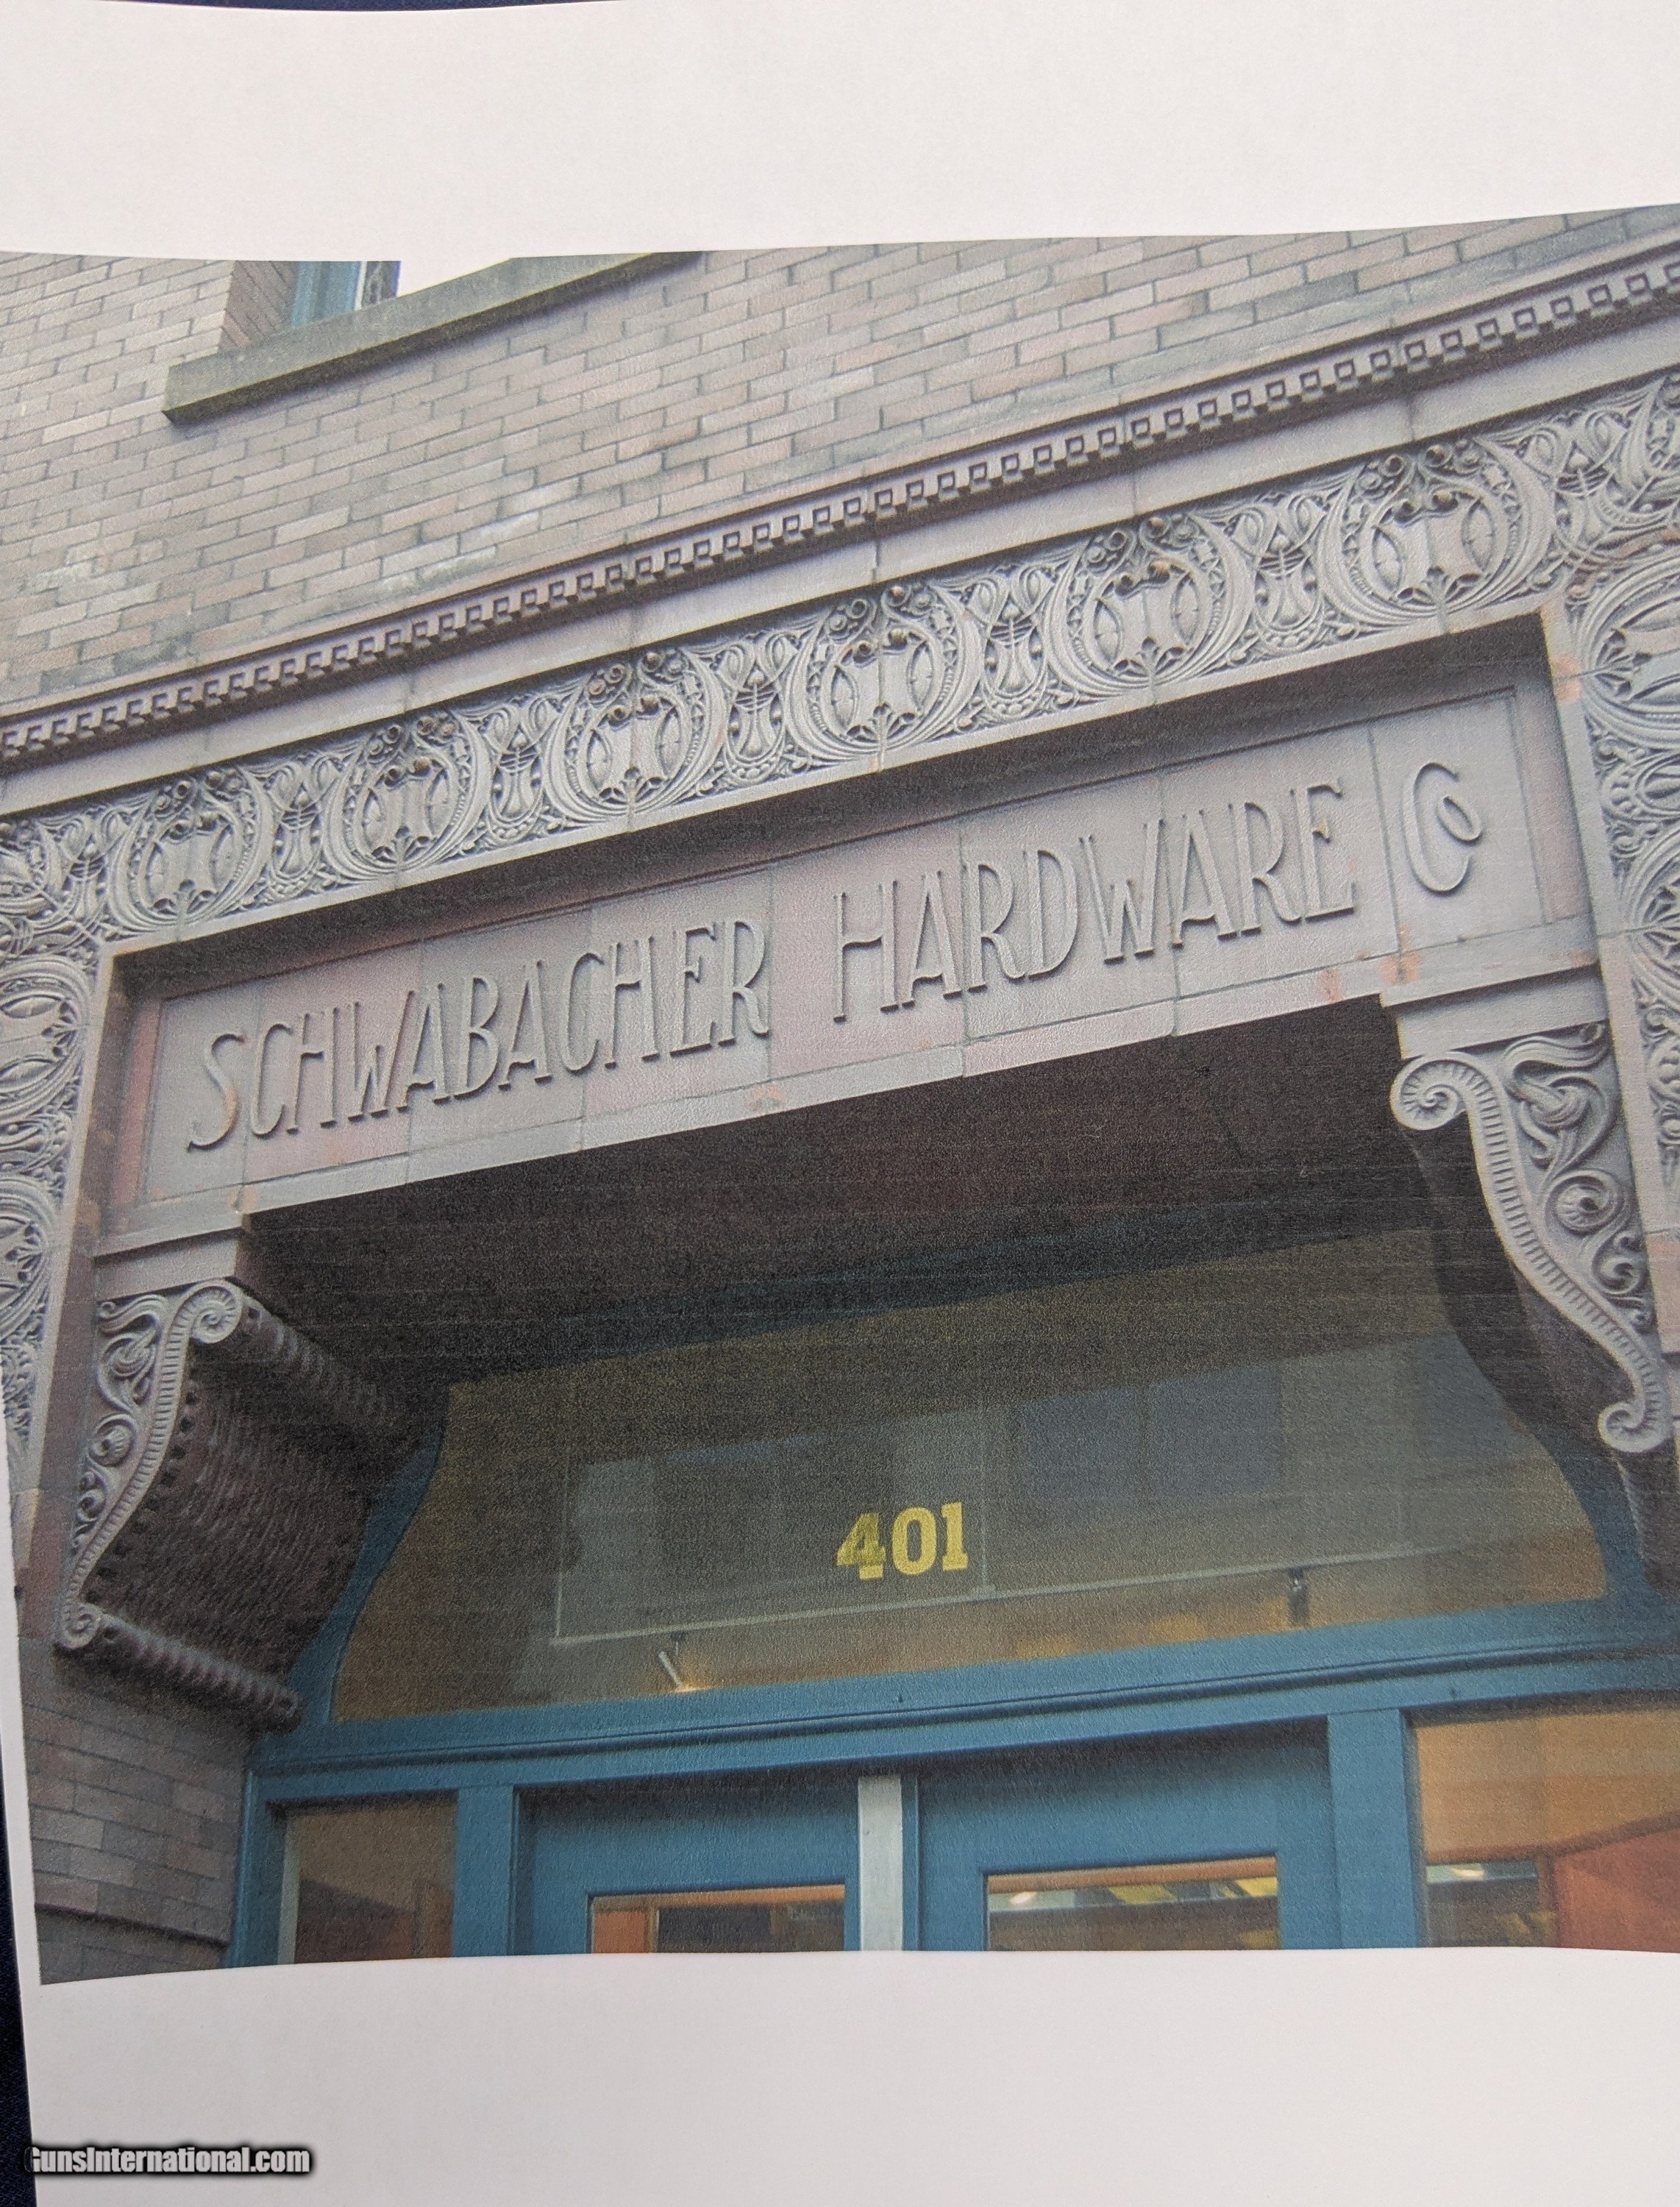 SCHWABACHER HARDWARE Co
401
GunsInternational.com